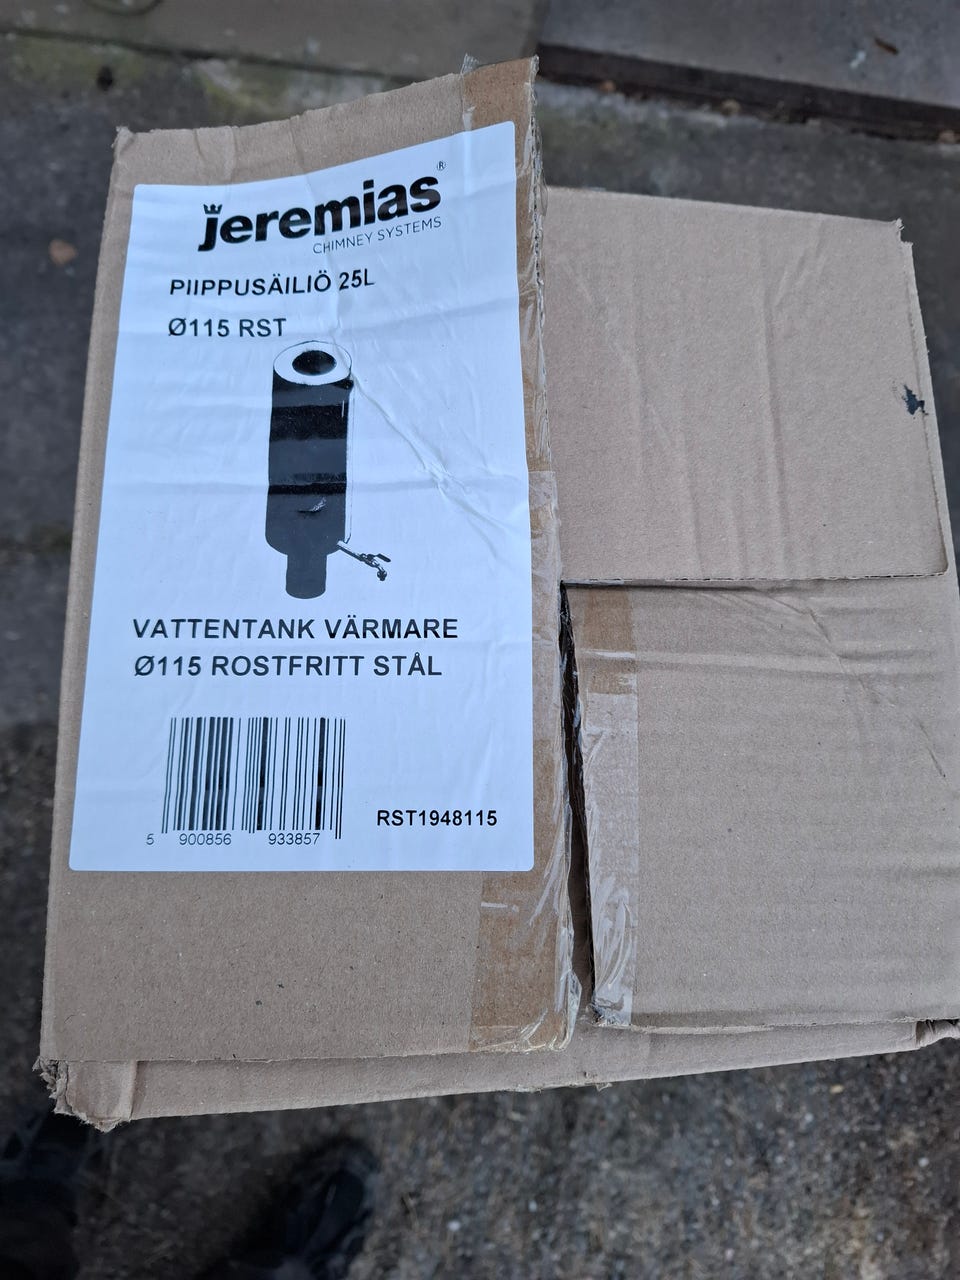 jeremias®
CHIMNEY SYSTEMS
PIIPPUSÄILIÖ 25L
Ø115 RST
VATTENTANK VÄRMARE
Ø115 ROSTFRITT STÅL
5 900856 933857
RST1948115